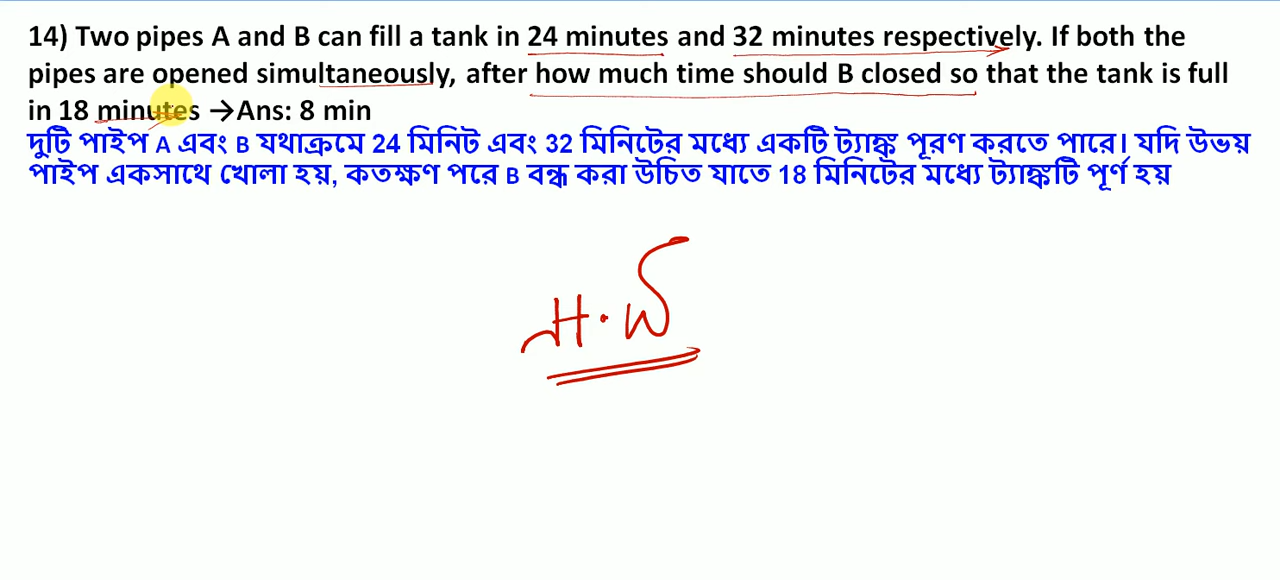 14) Two pipes A and B can fill a tank in 24 minutes and 32 minutes respectively. If both the
pipes are opened simultaneously, after how much time should B closed so that the tank is full
in 18 minutes →Ans: 8 min
দুটি পাইপ A এবং B যথাক্রমে 24 মিনিট এবং 32 মিনিটের মধ্যে একটি ট্যাঙ্ক পূরণ করতে পারে। যদি উভয়
পাইপ একসাথে খোলা হয়, কতক্ষণ পরে B বন্ধ করা উচিত যাতে 18 মিনিটের মধ্যে ট্যাঙ্কটি পূর্ণ হয়
H.W